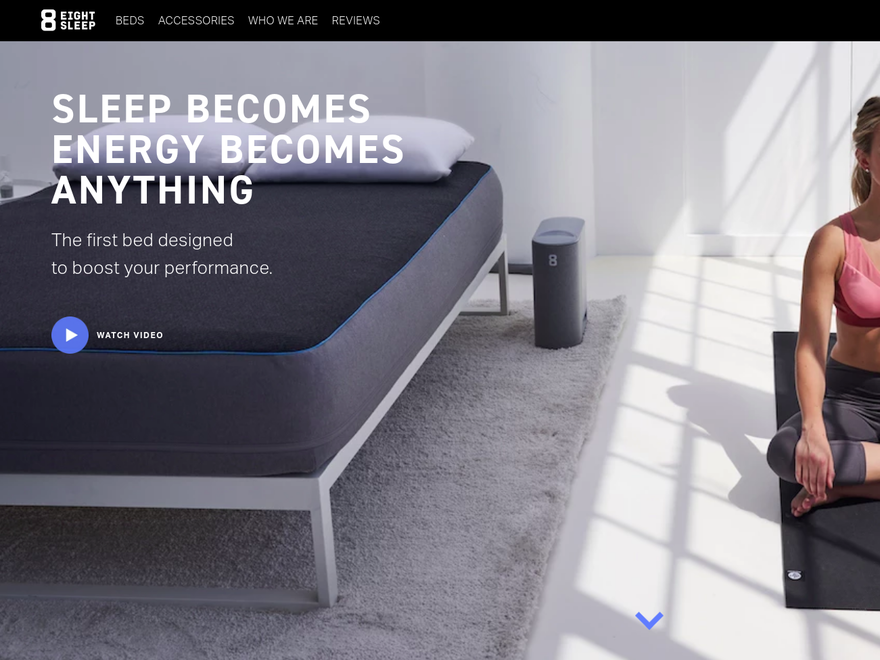 8 EIGHT SLEEP
BEDS ACCESSORIES WHO WE ARE REVIEWS
SLEEP BECOMES
ENERGY BECOMES
ANYTHING
The first bed designed
to boost your performance.
8
WATCH VIDEO